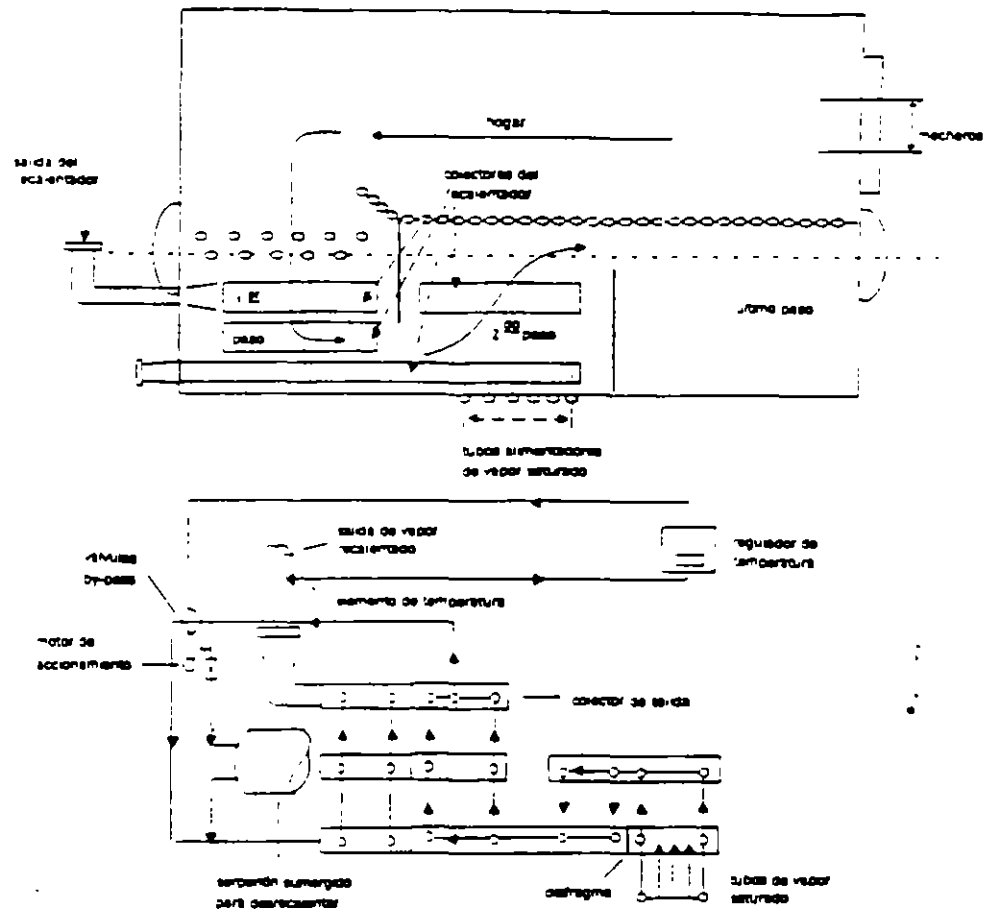 hogar
mecheros
salida del
recalentador
colectores del
recalentador
1 er
paso
2 do paso
último paso
tubos alimentadores
de vapor saturado
salida de vapor
recalentado
regulador de
temperatura
válvulas
by-pass
elemento de temperatura
motor de
accionamiento
colector de salida
serpentín sumergido
para desrecalentar
diafragma
tubos de vapor
saturado